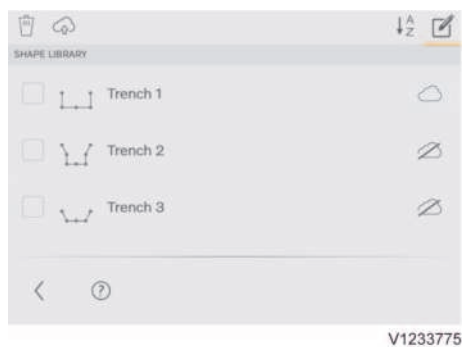 A
Z
SHAPE LIBRARY
Trench 1
Trench 2
Trench 3
?
V1233775